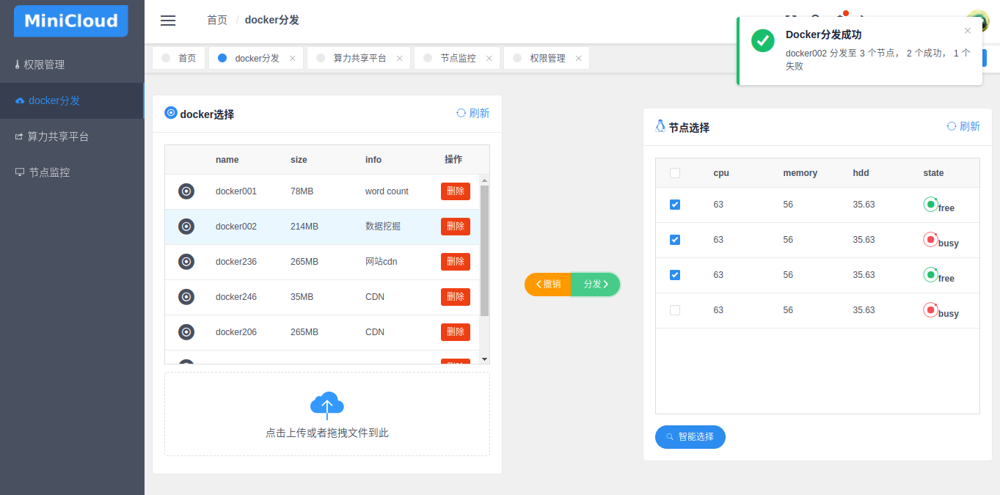 MiniCloud
权限管理
docker分发
算力共享平台
节点监控
首页 / docker分发
首页
docker分发
算力共享平台
节点监控
权限管理
Docker分发成功
docker002 分发至 3 个节点， 2 个成功， 1 个
失败
docker选择
刷新
name size info 操作
docker001 78MB word count 删除
docker002 214MB 数据挖掘 删除
docker236 265MB 网站cdn 删除
docker246 35MB CDN 删除
docker206 265MB CDN 删除
点击上传或者拖拽文件到此
撤销
分发
节点选择
刷新
cpu memory hdd state
63 56 35.63 free
63 56 35.63 busy
63 56 35.63 free
63 56 35.63 busy
智能选择